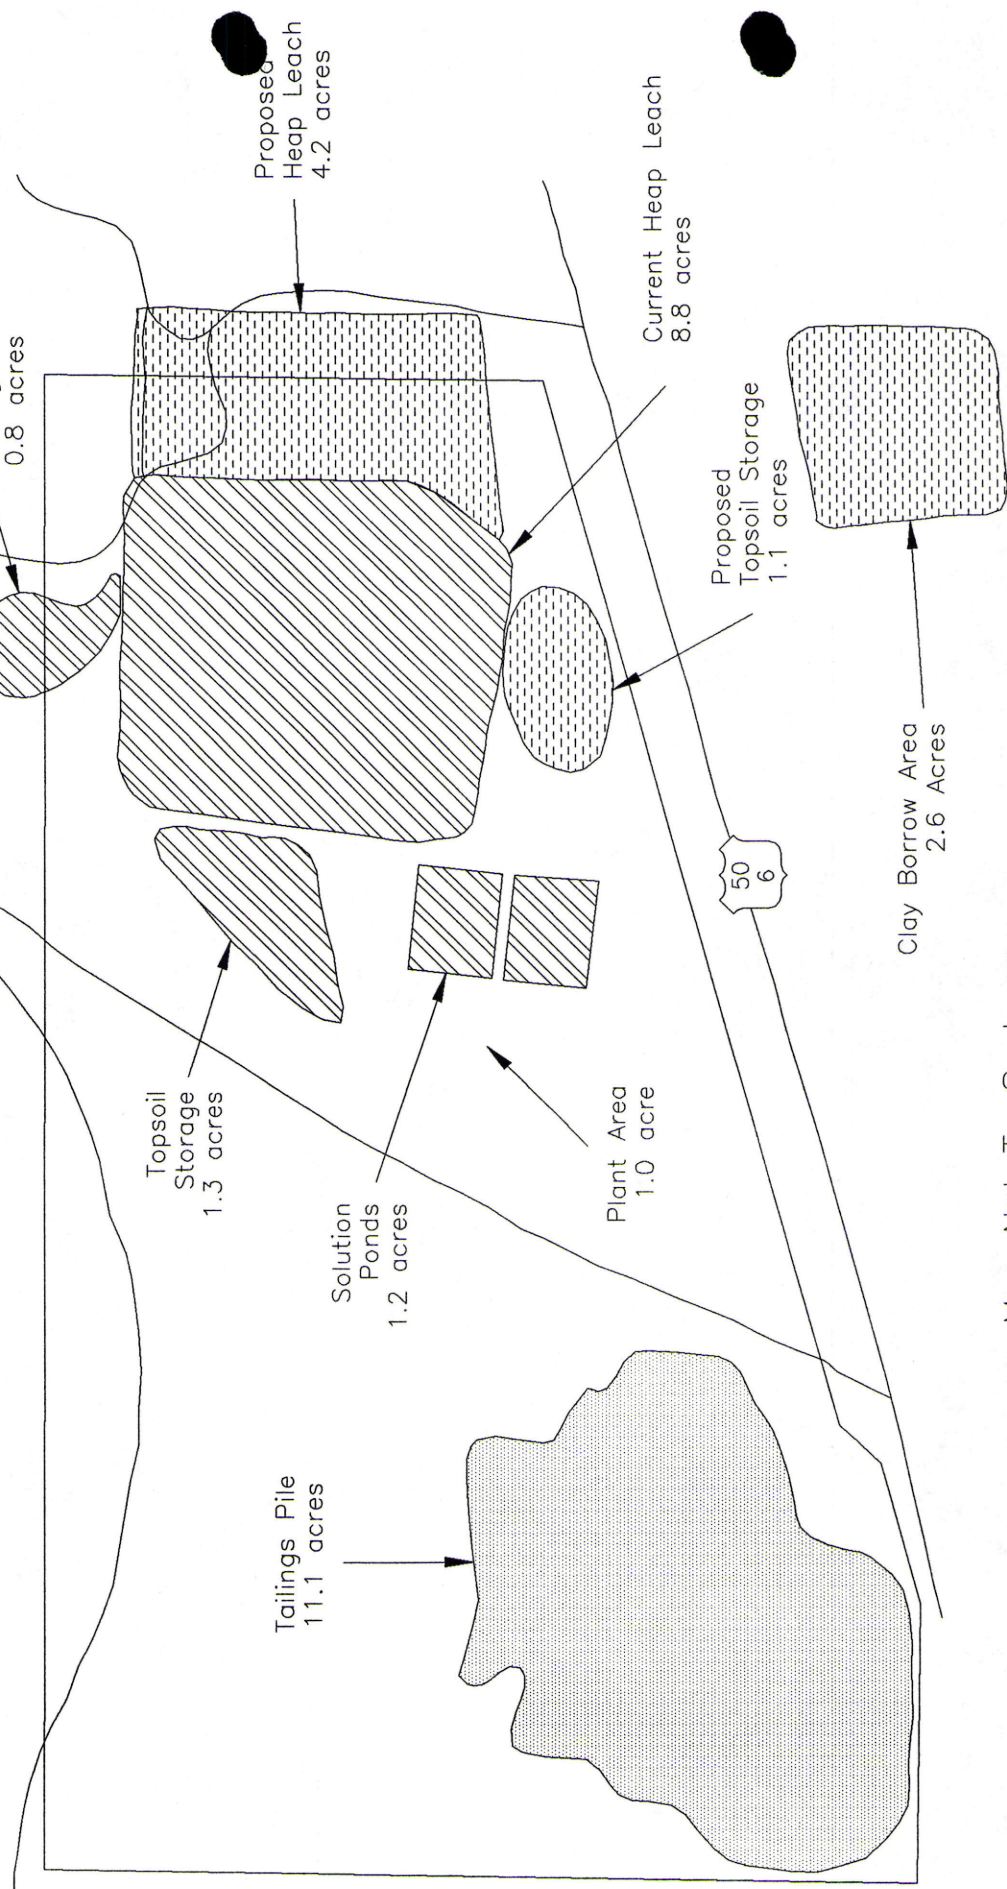 0.8 acres
Proposed
Heap Leach
4.2 acres
Current Heap Leach
8.8 acres
Proposed
Topsoil Storage
1.1 acres
Clay Borrow Area
2.6 Acres
50
6
Topsoil
Storage
1.3 acres
Solution
Ponds
1.2 acres
Plant Area
1.0 acre
Tailings Pile
11.1 acres